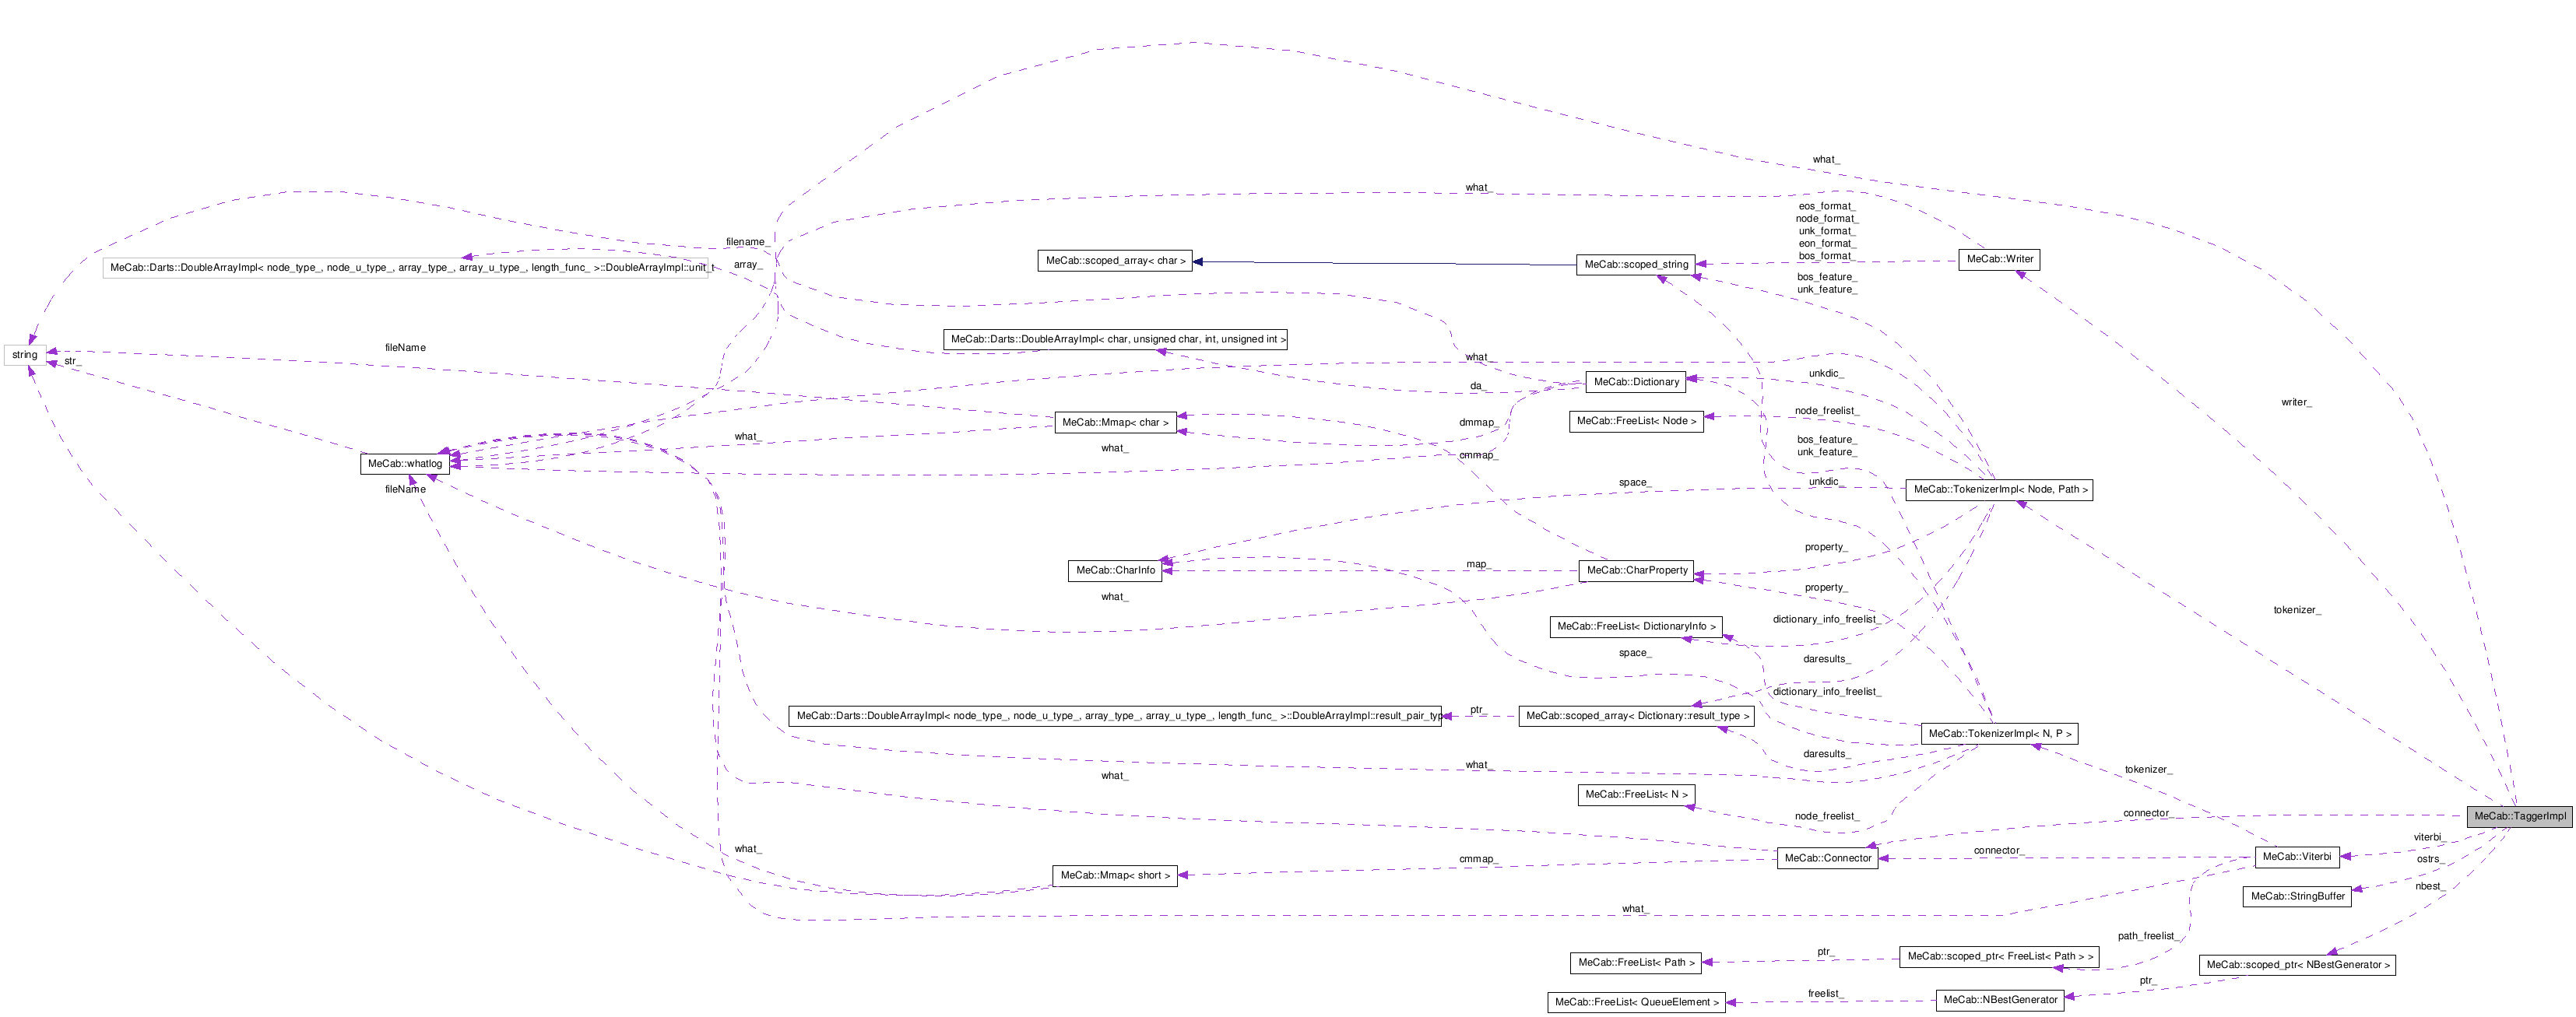 what_
what_
eos_format_
node_format_
unk_format_
eon_format_
bos_format_
filename_
MeCab::Writer
MeCab::scoped_array< char >
MeCab::scoped_string
array_
MeCab::Darts::DoubleArrayImpl< node_type_, node_u_type_, array_type_, array_u_type_, length_func_ >::DoubleArrayImpl::unit_t
bos_feature_
unk_feature_
MeCab::Darts::DoubleArrayImpl< char, unsigned char, int, unsigned int >
fileName
string
str_
what_
unkdic_
MeCab::Dictionary
da_
writer_
node_freelist_
MeCab::Mmap< char >
dmmap_
MeCab::FreeList< Node >
what_
bos_feature_
unk_feature_
what_
cmmap_
MeCab::whatlog
space_
unkdic_
fileName
MeCab::TokenizerImpl< Node, Path >
property_
MeCab::CharInfo
map_
MeCab::CharProperty
property_
what_
tokenizer_
dictionary_info_freelist_
MeCab::FreeList< DictionaryInfo >
space_
daresults_
dictionary_info_freelist_
MeCab::Darts::DoubleArrayImpl< node_type_, node_u_type_, array_type_, array_u_type_, length_func_ >::DoubleArrayImpl::result_pair_type
ptr_
MeCab::scoped_array< Dictionary::result_type >
MeCab::TokenizerImpl< N, P >
daresults_
what_
tokenizer_
what_
MeCab::FreeList< N >
node_freelist_
connector_
MeCab::TaggerImpl
viterbi_
what_
cmmap_
MeCab::Connector
connector_
MeCab::Viterbi
ostrs_
MeCab::Mmap< short >
nbest_
MeCab::StringBuffer
what_
path_freelist_
ptr_
MeCab::FreeList< Path >
MeCab::scoped_ptr< FreeList< Path > >
MeCab::scoped_ptr< NBestGenerator >
ptr_
MeCab::FreeList< QueueElement >
freelist_
MeCab::NBestGenerator